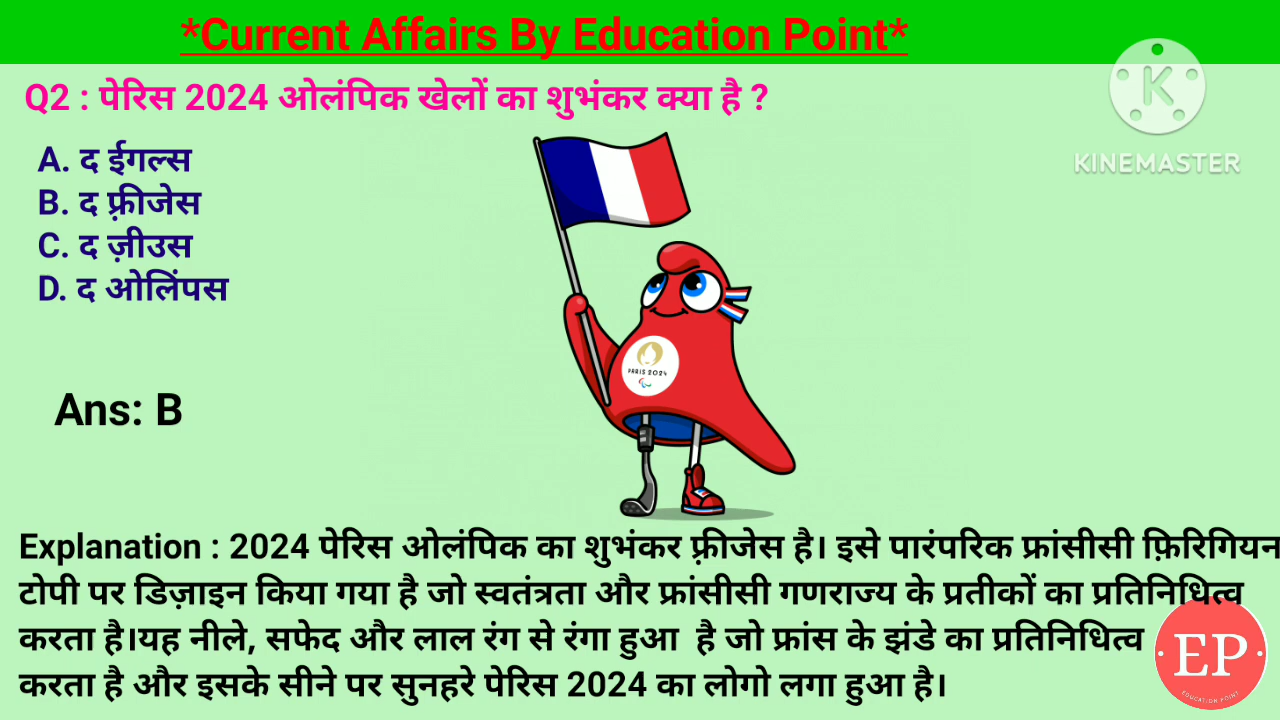 *Current Affairs By Education Point*
Q2 : पेरिस 2024 ओलंपिक खेलों का शुभंकर क्या है ?
A. द ईगल्स
B. द फ़्रीजेस
C. द ज़ीउस
D. द ओलिंपस
K
KINEMASTER
PARIS 2024
Ans: B
Explanation : 2024 पेरिस ओलंपिक का शुभंकर फ़्रीजेस है। इसे पारंपरिक फ्रांसीसी फ़िरिगियन
टोपी पर डिज़ाइन किया गया है जो स्वतंत्रता और फ्रांसीसी गणराज्य के प्रतीकों का प्रतिनिधित्व
करता है।यह नीले, सफेद और लाल रंग से रंगा हुआ है जो फ्रांस के झंडे का प्रतिनिधित्व
करता है और इसके सीने पर सुनहरे पेरिस 2024 का लोगो लगा हुआ है।
EP
EDUCATION POINT